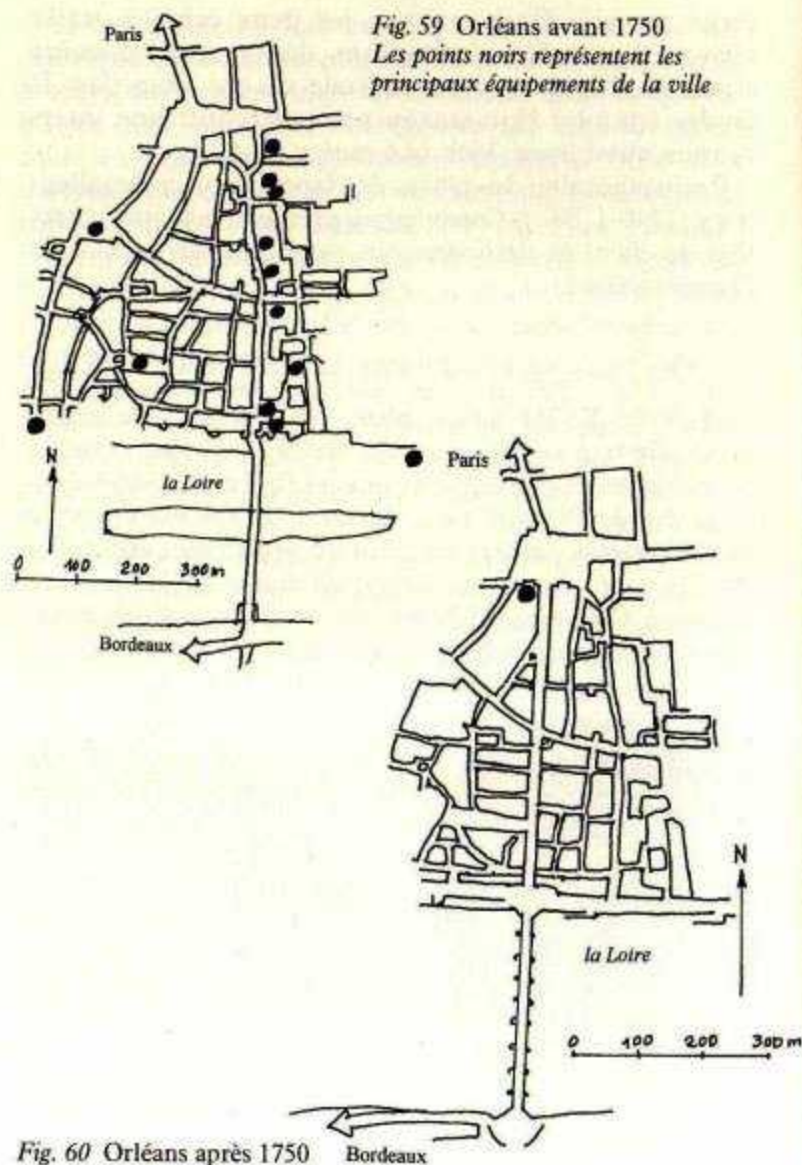 Fig. 59 Orléans avant 1750
Les points noirs représentent les
principaux équipements de la ville
Paris
N
la Loire
0 100 200 300m
Bordeaux
Paris
N
la Loire
0 100 200 300m
Fig. 60 Orléans après 1750
Bordeaux